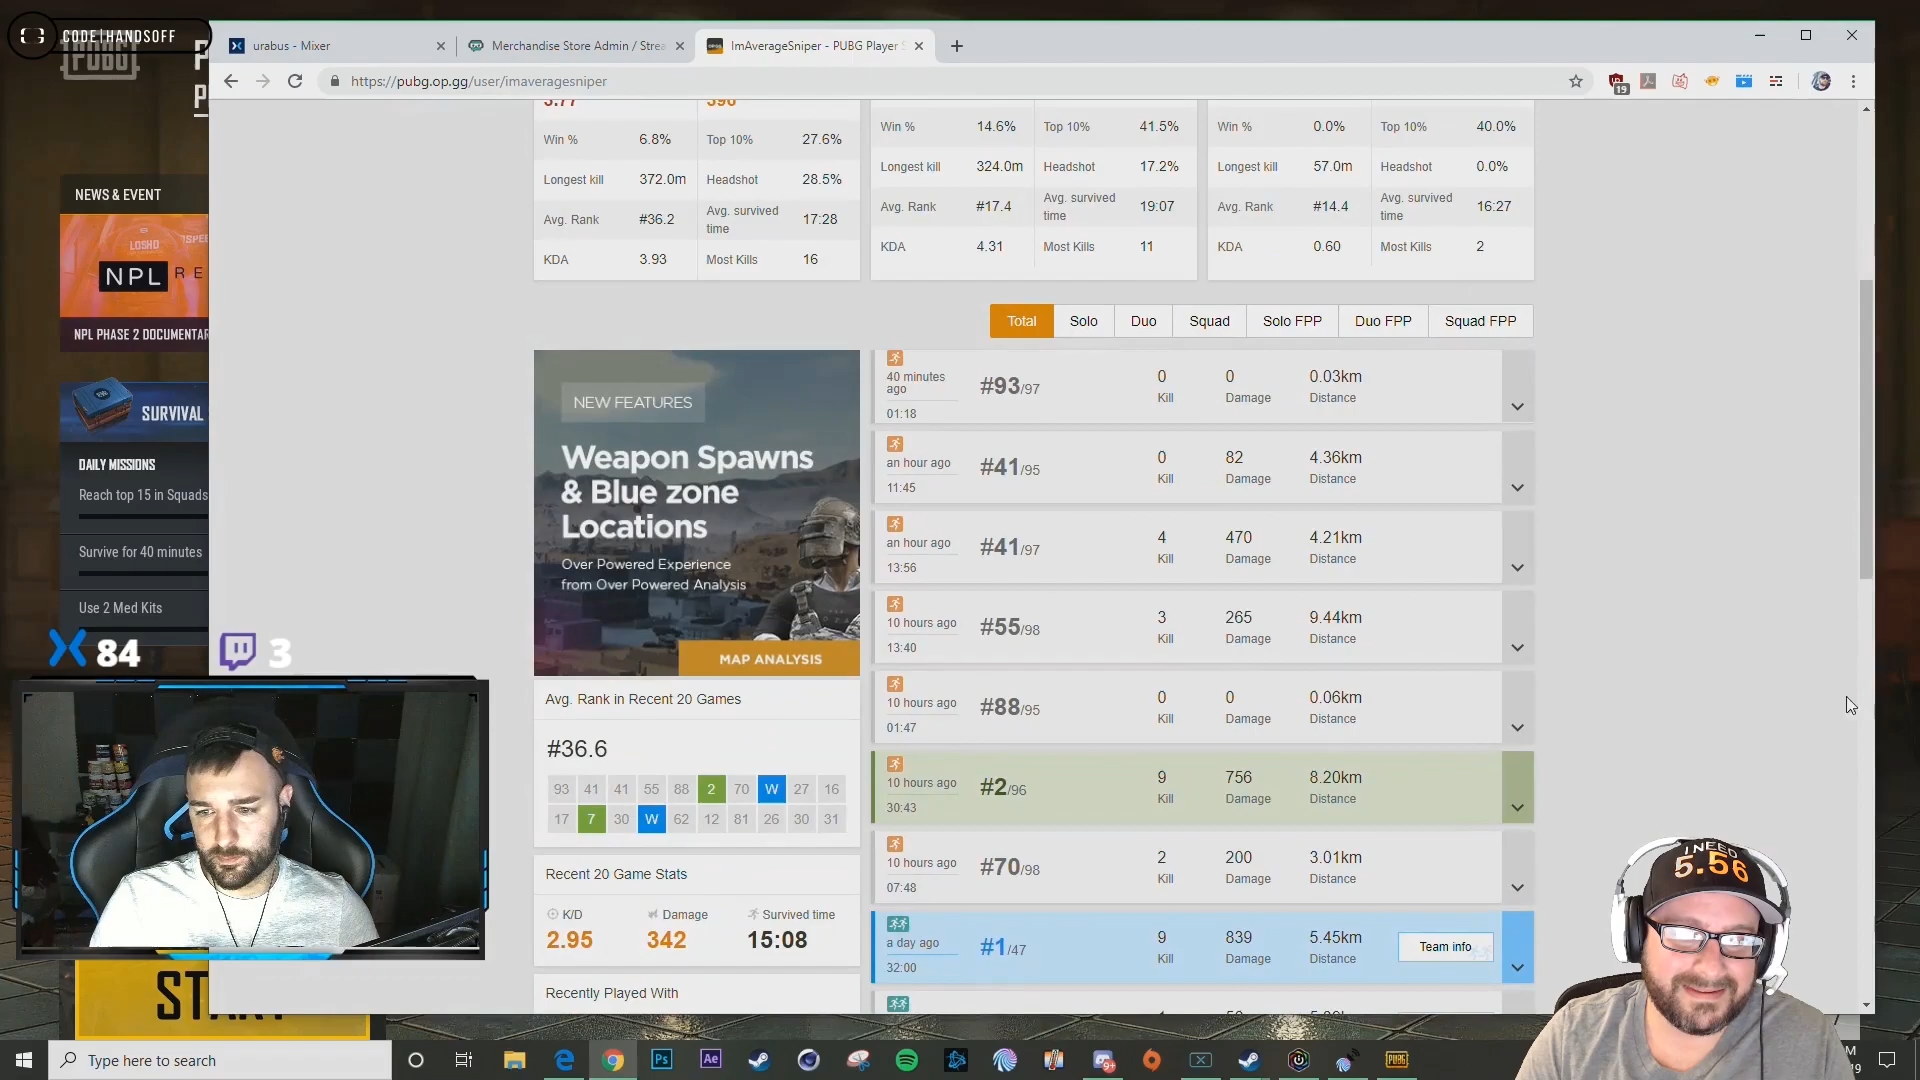 CODE|HANDSOFF
PUBG
urabus - Mixer
Merchandise Store Admin / Strea
ImAverageSniper - PUBG Player S
https://pubg.op.gg/user/imaveragesniper
19
3.77
396
Win % 6.8% Top 10% 27.6%
Longest kill 372.0m Headshot 28.5%
Avg. Rank #36.2 Avg. survived time 17:28
KDA 3.93 Most Kills 16
Win % 14.6% Top 10% 41.5%
Longest kill 324.0m Headshot 17.2%
Avg. Rank #17.4 Avg. survived time 19:07
KDA 4.31 Most Kills 11
Win % 0.0% Top 10% 40.0%
Longest kill 57.0m Headshot 0.0%
Avg. Rank #14.4 Avg. survived time 16:27
KDA 0.60 Most Kills 2
NEWS & EVENT
LOSHO
NPL
NPL PHASE 2 DOCUMENTAR
SURVIVAL
DAILY MISSIONS
Reach top 15 in Squads
Survive for 40 minutes
Use 2 Med Kits
84
3
Total Solo Duo Squad Solo FPP Duo FPP Squad FPP
NEW FEATURES
Weapon Spawns
& Blue zone
Locations
Over Powered Experience
from Over Powered Analysis
MAP ANALYSIS
Avg. Rank in Recent 20 Games
#36.6
93 41 41 55 88 2 70 W 27 16
17 7 30 W 62 12 81 26 30 31
Recent 20 Game Stats
K/D Damage Survived time
2.95 342 15:08
Recently Played With
40 minutes ago
01:18
#93/97
0 Kill
0 Damage
0.03km Distance
an hour ago
11:45
#41/95
0 Kill
82 Damage
4.36km Distance
an hour ago
13:56
#41/97
4 Kill
470 Damage
4.21km Distance
10 hours ago
13:40
#55/98
3 Kill
265 Damage
9.44km Distance
10 hours ago
01:47
#88/95
0 Kill
0 Damage
0.06km Distance
10 hours ago
30:43
#2/96
9 Kill
756 Damage
8.20km Distance
10 hours ago
07:48
#70/98
2 Kill
200 Damage
3.01km Distance
a day ago
32:00
#1/47
9 Kill
839 Damage
5.45km Distance
Team info
I NEED
5.56
Type here to search
Ps
Ae
9+
PUBG